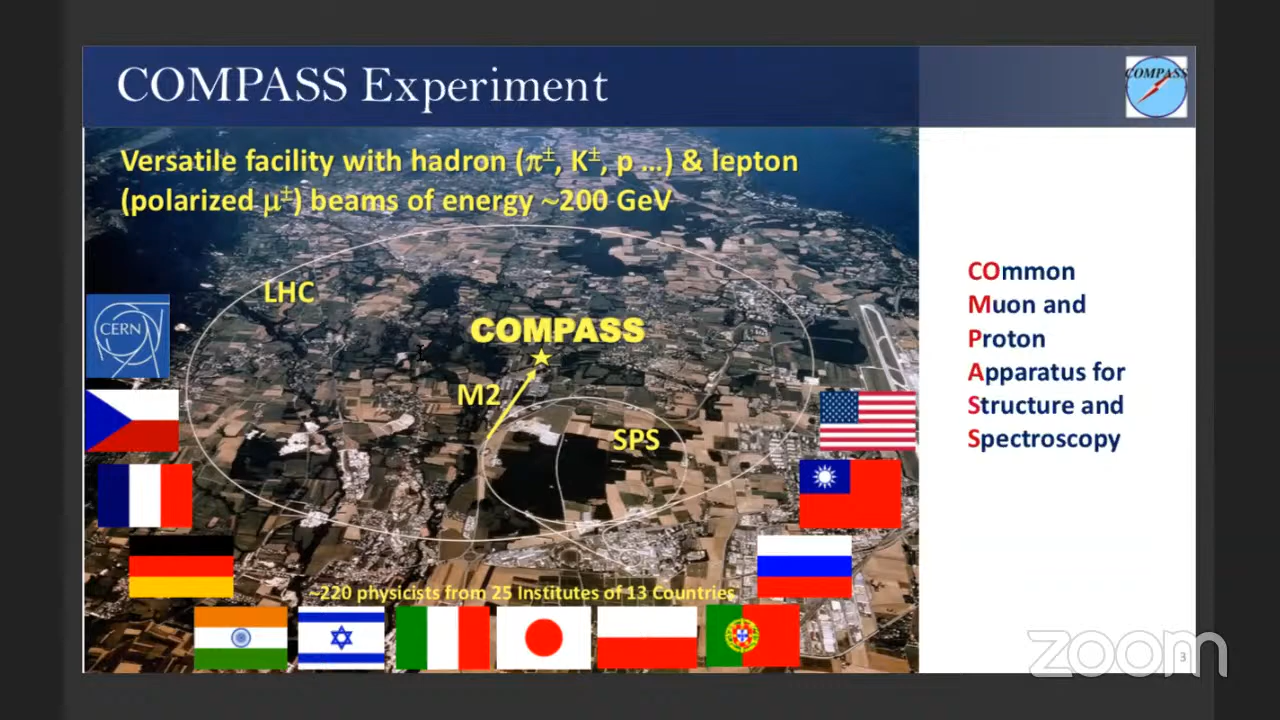 COMPASS Experiment
COMPASS
Versatile facility with hadron (π±, K±, p …) & lepton
(polarized μ±) beams of energy ~200 GeV
LHC
CERN
COMPASS
M2
SPS
~220 physicists from 25 Institutes of 13 Countries
COmmon
Muon and
Proton
Apparatus for
Structure and
Spectroscopy
zoom
3